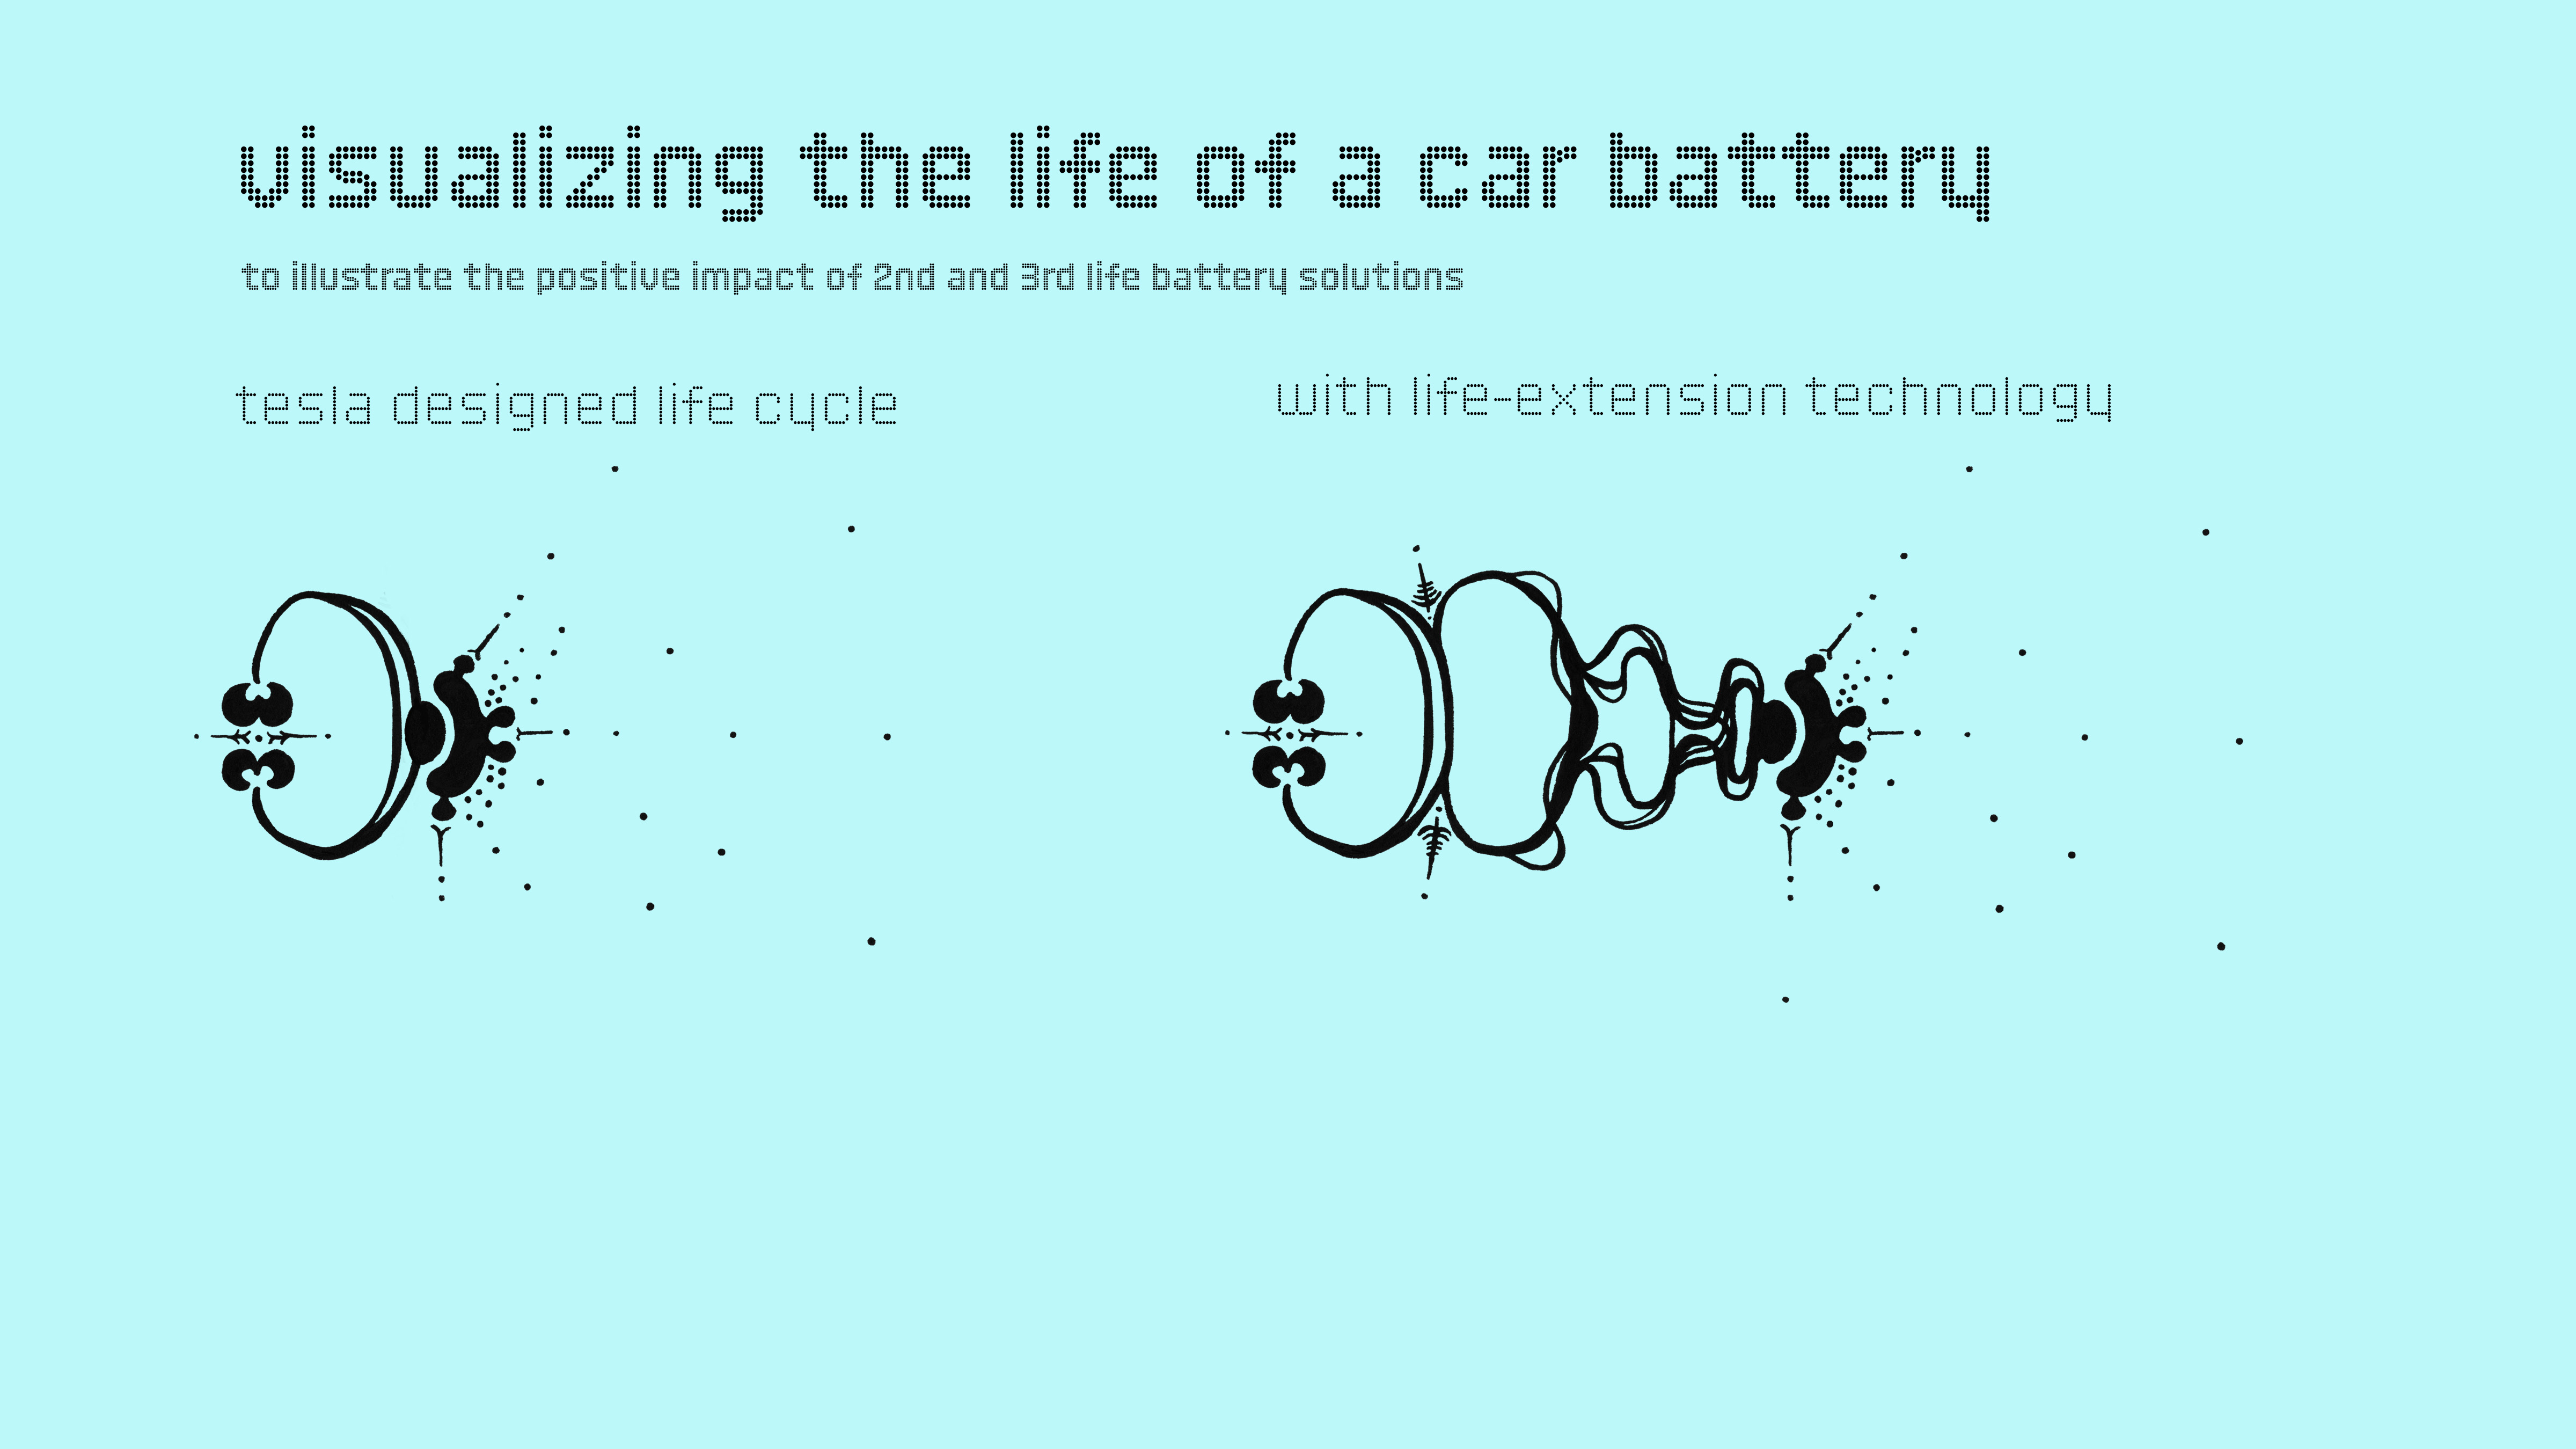 visualizing the life of a car battery
to illustrate the positive impact of 2nd and 3rd life battery solutions
tesla designed life cycle
with life-extension technology